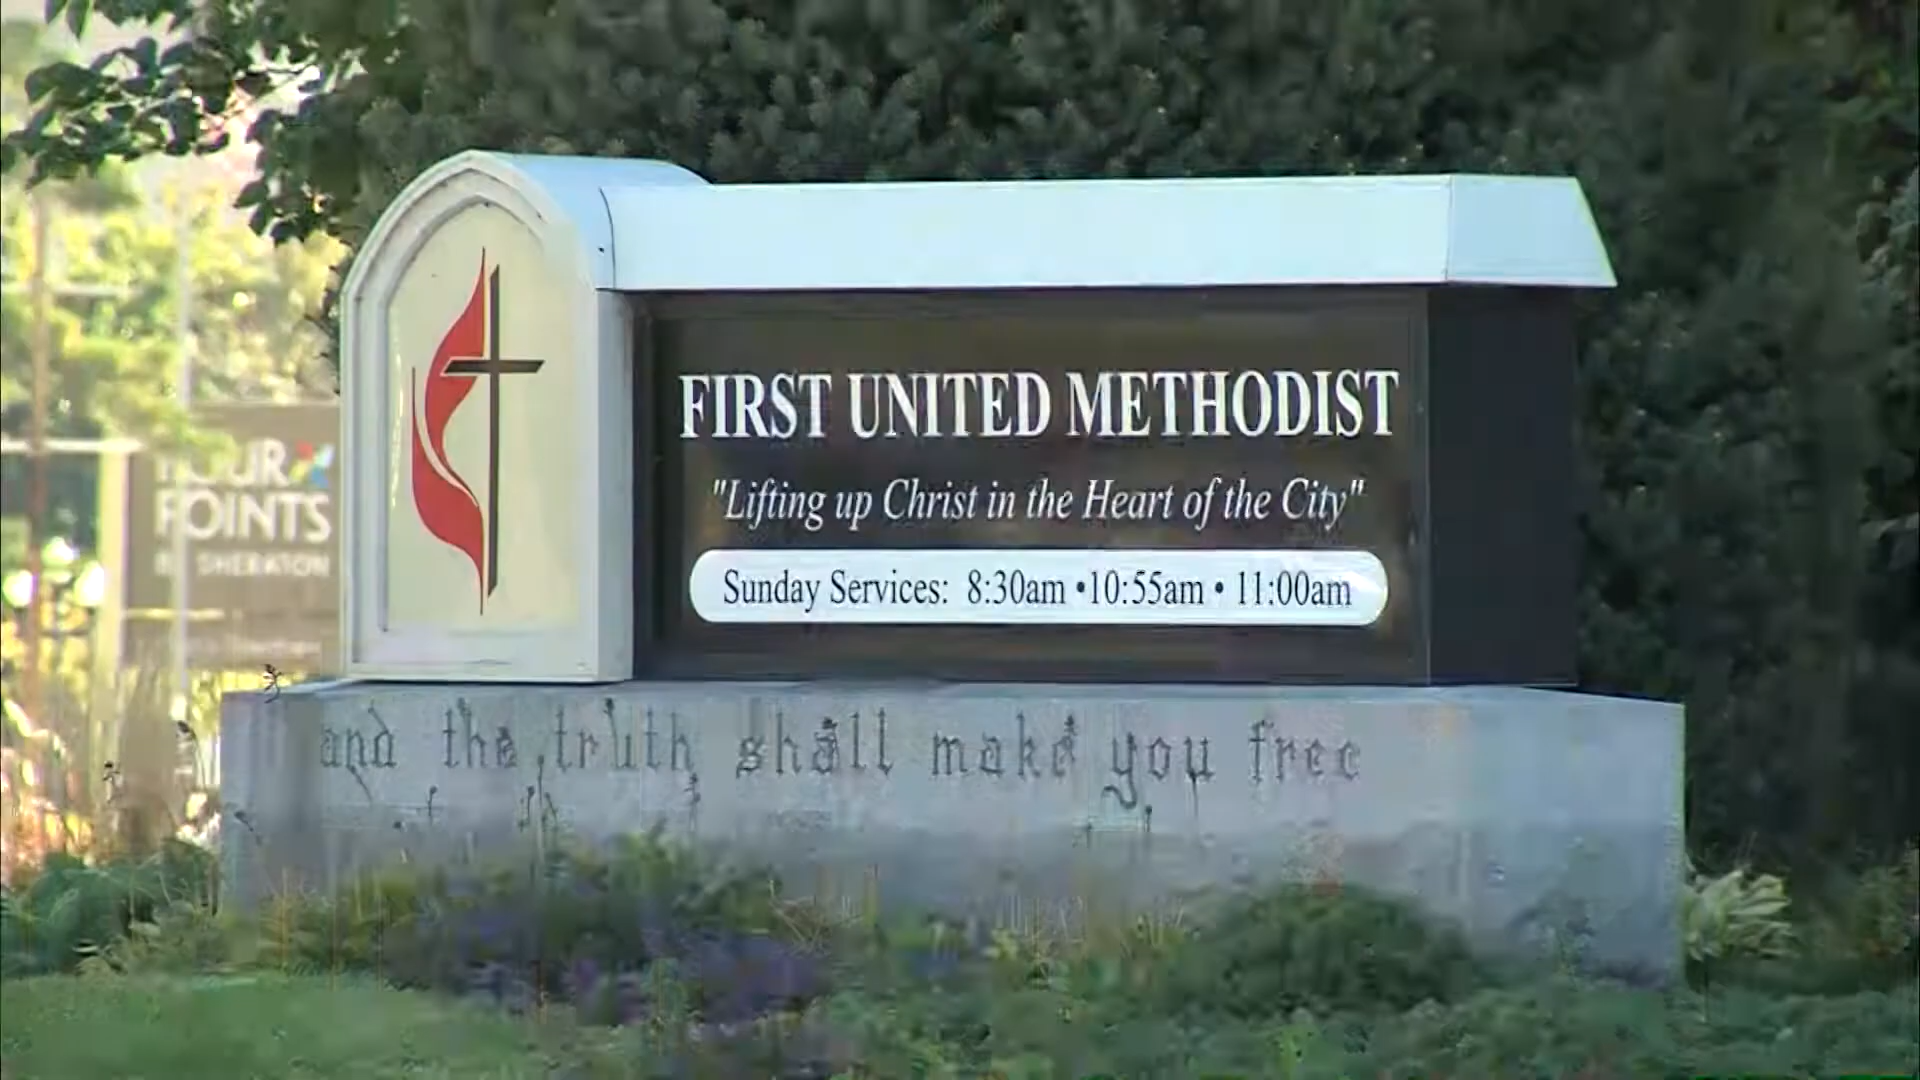 FOUR
POINTS
BY SHERATON
FIRST UNITED METHODIST
"Lifting up Christ in the Heart of the City"
Sunday Services: 8:30am •10:55am • 11:00am
and the truth shall make you free